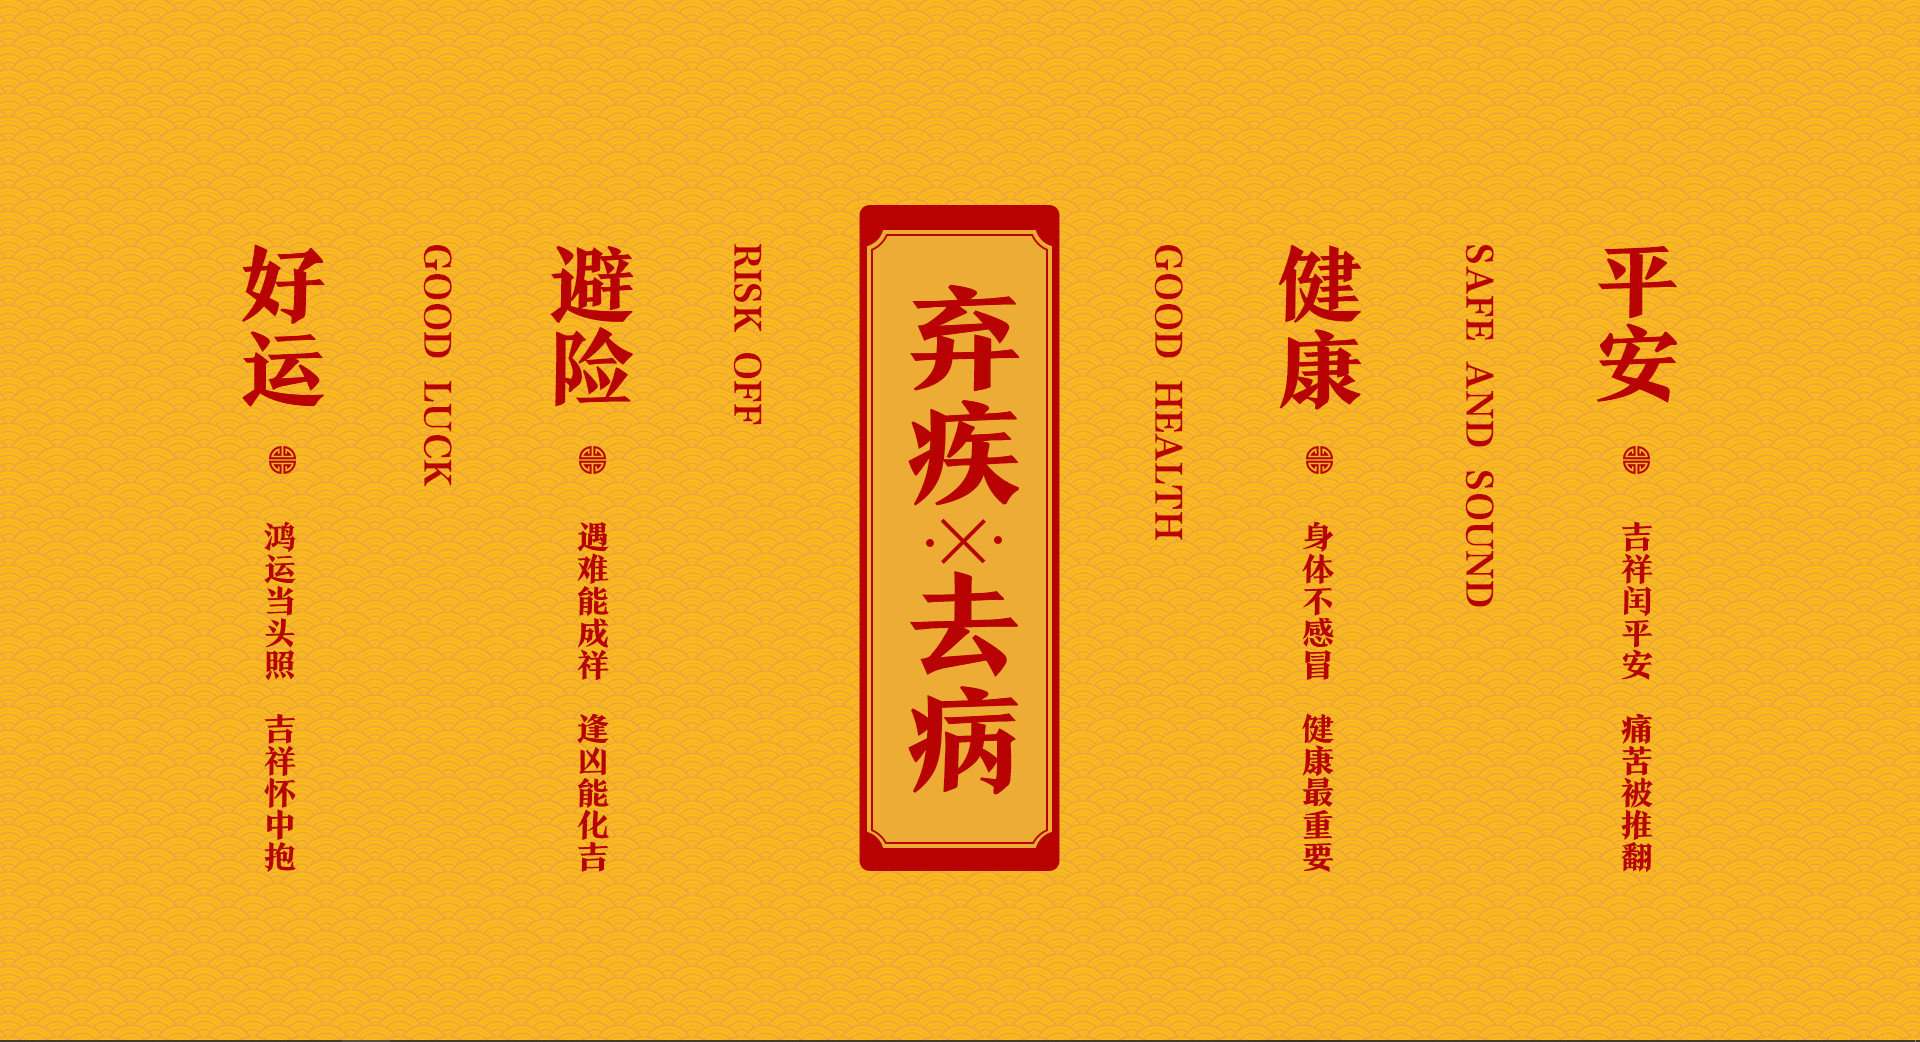 好运
GOOD LUCK
鸿运当头照 吉祥怀中抱
避险
RISK OFF
遇难能成祥 逢凶能化吉
弃疾
去病
GOOD HEALTH
健康
身体不感冒 健康最重要
SAFE AND SOUND
平安
吉祥闰平安 痛苦被推翻